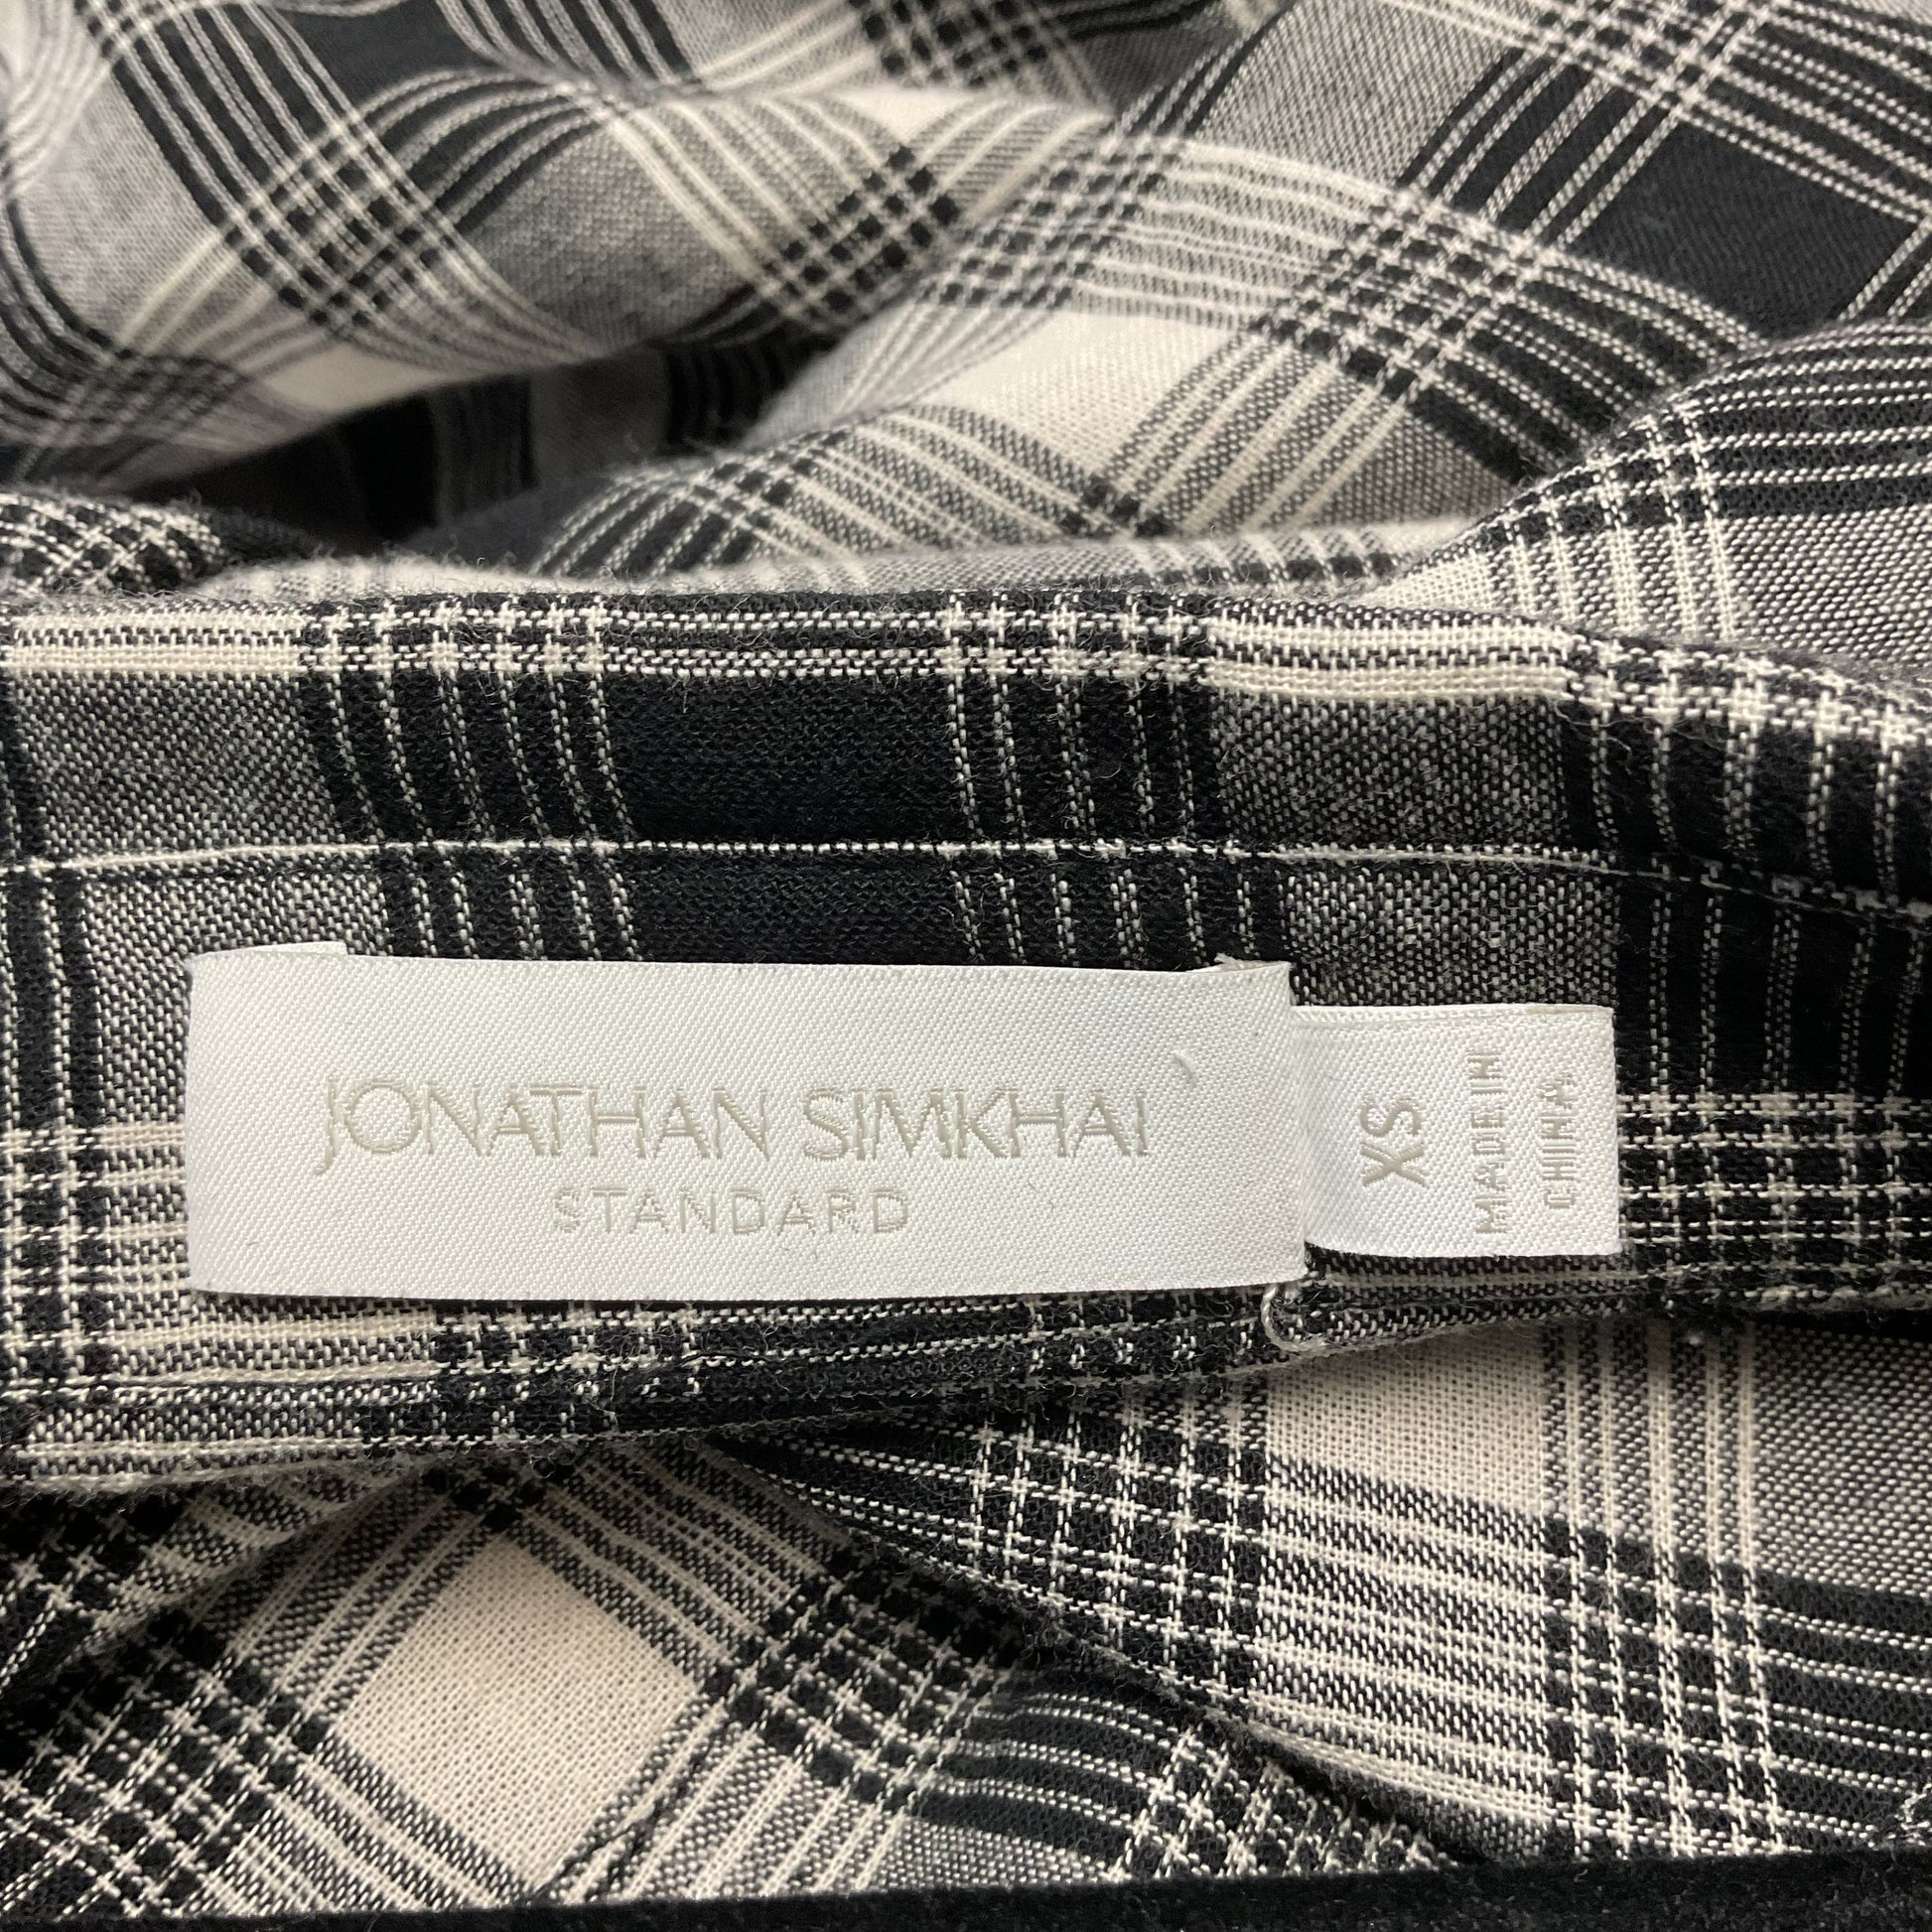 JONATHAN SIMKHAI
STANDARD
XS
MADE IN
CHINA